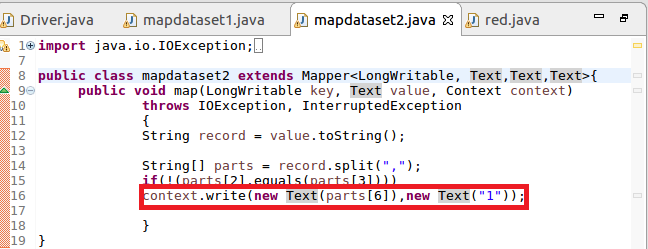 Driver.java mapdataset1.java mapdataset2.java red.java
1 import java.io.IOException;
7
8 public class mapdataset2 extends Mapper<LongWritable, Text,Text,Text>{
9 public void map(LongWritable key, Text value, Context context)
10 throws IOException, InterruptedException
11 {
12 String record = value.toString();
13
14 String[] parts = record.split(",");
15 if(!(parts[2].equals(parts[3])))
16 context.write(new Text(parts[6]),new Text("1"));
17
18 }
19 }